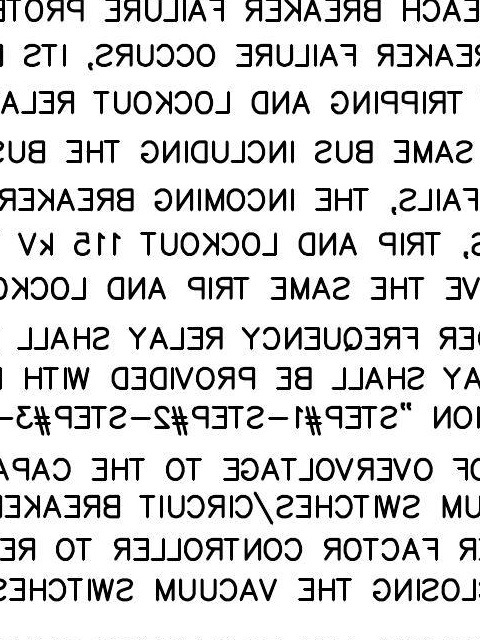 EACH BREAKER FAILURE PROTE
REAKER FAILURE OCCURS, ITS
TRIPPING AND LOCKOUT RELA
SAME BUS INCLUDING THE BUS
FAILS, THE INCOMING BREAKER
S, TRIP AND LOCKOUT 115 kV
VE THE SAME TRIP AND LOCKO
DER FREQUENCY RELAY SHALL
AY SHALL BE PROVIDED WITH
ION "STEP#1-STEP#2-STEP#3-
OF OVERVOLTAGE TO THE CAPA
UM SWITCHES/CIRCUIT BREAKE
ER FACTOR CONTROLLER TO RE
CLOSING THE VACUUM SWITCHES